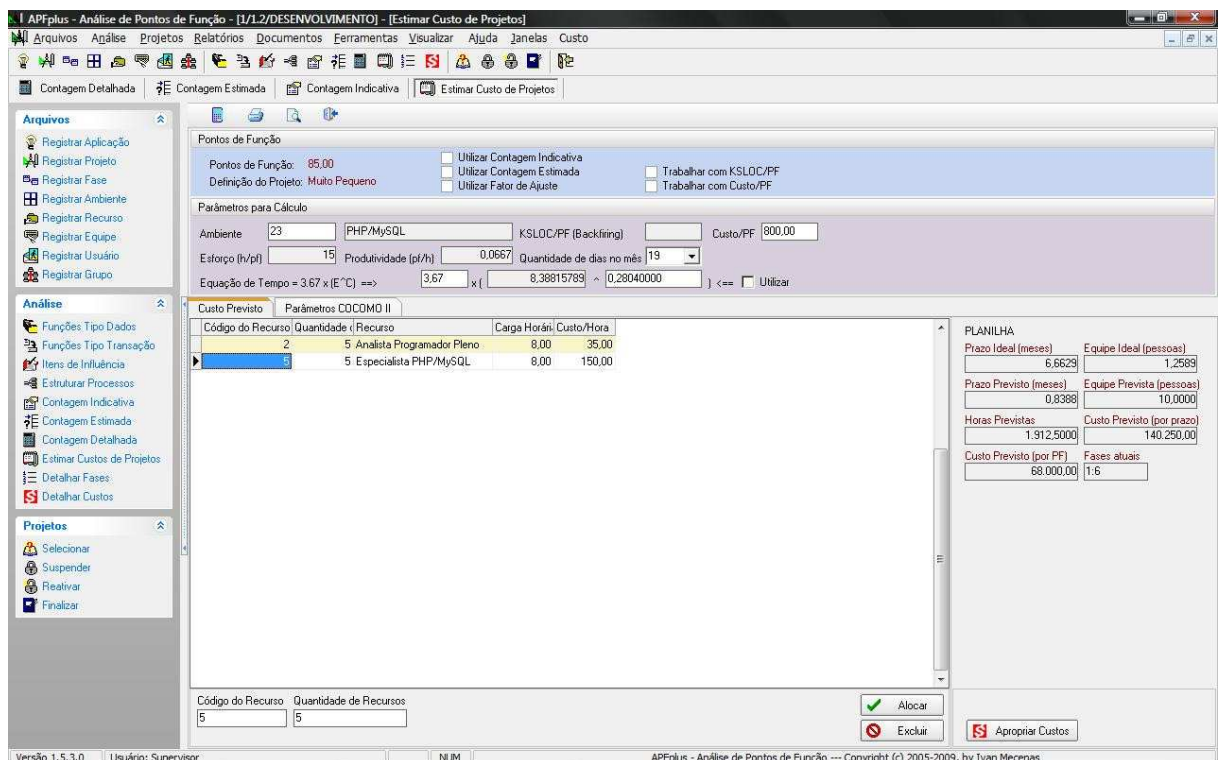 APFplus - Análise de Pontos de Função - [1/1.2/DESENVOLVIMENTO] - [Estimar Custo de Projetos]
Arquivos Análise Projetos Relatórios Documentos Ferramentas Visualizar Ajuda Janelas Custo
Contagem Detalhada Contagem Estimada Contagem Indicativa Estimar Custo de Projetos
Arquivos
Registrar Aplicação
Registrar Projeto
Registrar Fase
Registrar Ambiente
Registrar Recurso
Registrar Equipe
Registrar Usuário
Registrar Grupo
Análise
Funções Tipo Dados
Funções Tipo Transação
Itens de Influência
Estruturar Processos
Contagem Indicativa
Contagem Estimada
Contagem Detalhada
Estimar Custos de Projetos
Detalhar Fases
Detalhar Custos
Projetos
Selecionar
Suspender
Reativar
Finalizar
Pontos de Função
Pontos de Função: 85,00
Definição do Projeto: Muito Pequeno
Utilizar Contagem Indicativa
Utilizar Contagem Estimada
Utilizar Fator de Ajuste
Trabalhar com KSLOC/PF
Trabalhar com Custo/PF
Parâmetros para Cálculo
Ambiente 23 PHP/MySQL KSLOC/PF (Backfiring) Custo/PF 800,00
Esforço (h/pf) 15 Produtividade (pf/h) 0,0667 Quantidade de dias no mês 19
Equação de Tempo = 3.67 x (E^C) ==> 3,67 x ( 8,38815789 ^ 0,28040000 ) <== Utilizar
Custo Previsto Parâmetros COCOMO II
Código do Recurso Quantidade Recurso Carga Horári Custo/Hora
2 5 Analista Programador Pleno 8,00 35,00
5 5 Especialista PHP/MySQL 8,00 150,00
PLANILHA
Prazo Ideal (meses) Equipe Ideal (pessoas)
6,6629 1,2589
Prazo Previsto (meses) Equipe Prevista (pessoas)
0,8388 10,0000
Horas Previstas Custo Previsto (por prazo)
1.912,5000 140.250,00
Custo Previsto (por PF) Fases atuais
68.000,00 1:6
Código do Recurso Quantidade de Recursos
5 5
Alocar
Excluir
Apropriar Custos
Versão 1.5.3.0 Usuário: Supervisor NUM APFplus - Análise de Pontos de Função --- Copyright (c) 2005-2009, by Ivan Mecenas